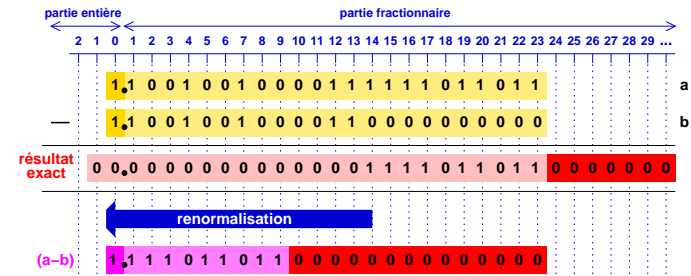 partie entière partie fractionnaire
2 1 0 1 2 3 4 5 6 7 8 9 10 11 12 13 14 15 16 17 18 19 20 21 22 23 24 25 26 27 28 29 ...
1.1 0 0 1 0 0 1 0 0 0 0 1 1 1 1 1 1 0 1 1 0 1 1 a
— 1.1 0 0 1 0 0 1 0 0 0 0 1 1 0 0 0 0 0 0 0 0 0 0 b
résultat
exact
0 0.0 0 0 0 0 0 0 0 0 0 0 0 0 1 1 1 1 0 1 1 0 1 1 0 0 0 0 0 0 0
renormalisation
(a−b) 1.1 1 1 0 1 1 0 1 1 0 0 0 0 0 0 0 0 0 0 0 0 0 0